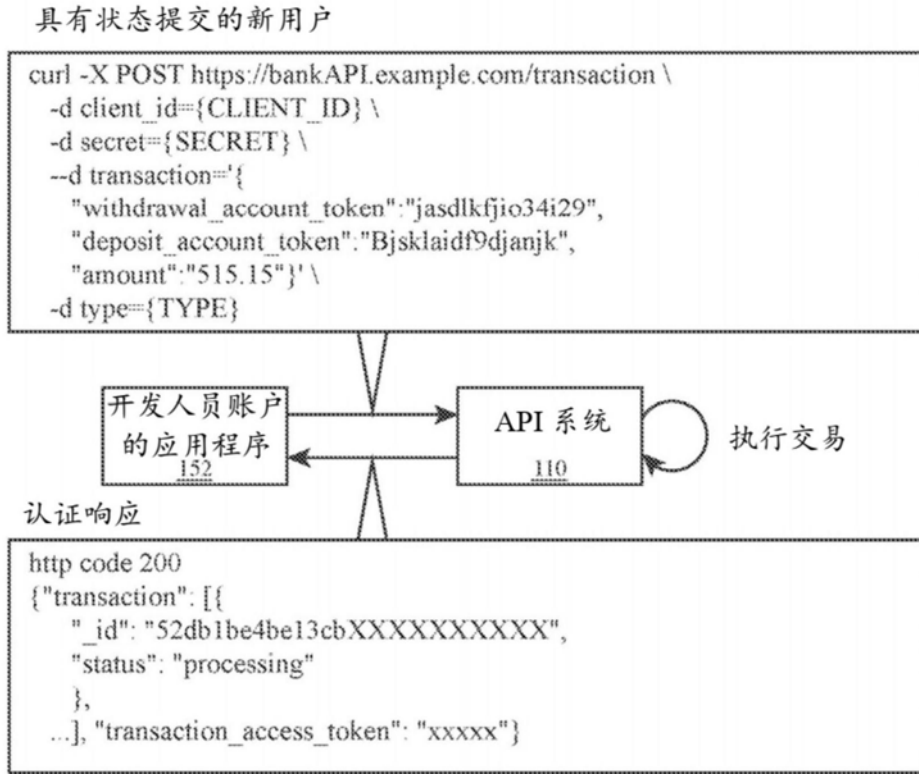 具有状态提交的新用户
curl -X POST https://bankAPI.example.com/transaction \
-d client_id={CLIENT_ID} \
-d secret={SECRET} \
--d transaction='{
"withdrawal_account_token":"jasdlkfjio34i29",
"deposit_account_token":"Bjsklaidf9djanjk",
"amount":"515.15"}' \
-d type={TYPE}
开发人员账户
的应用程序
152
API 系统
110
执行交易
认证响应
http code 200
{"transaction": [{
"_id": "52db1be4be13cbXXXXXXXXXX",
"status": "processing"
},
...], "transaction_access_token": "xxxxx"}